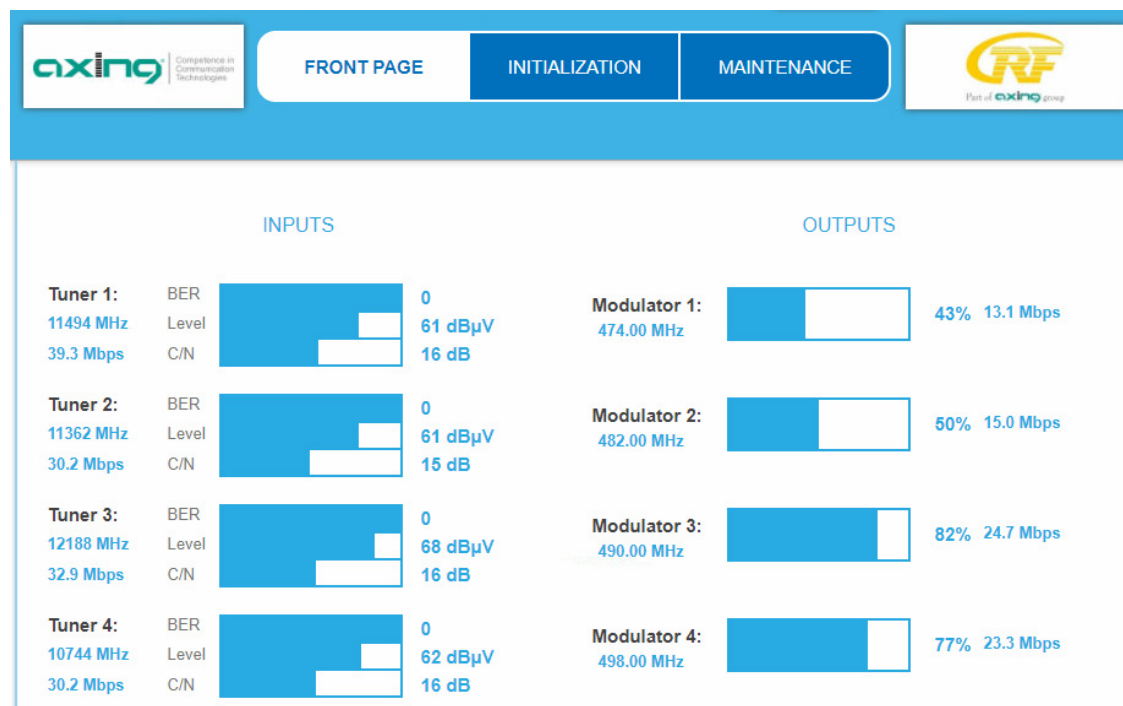 axing
Competence in
Communication
Technologies
FRONT PAGE
INITIALIZATION
MAINTENANCE
RF
Part of axing group
INPUTS
OUTPUTS
Tuner 1:
BER
0
11494 MHz
Level
61 dBµV
39.3 Mbps
C/N
16 dB
Modulator 1:
474.00 MHz
43%
13.1 Mbps
Tuner 2:
BER
0
11362 MHz
Level
61 dBµV
30.2 Mbps
C/N
15 dB
Modulator 2:
482.00 MHz
50%
15.0 Mbps
Tuner 3:
BER
0
12188 MHz
Level
68 dBµV
32.9 Mbps
C/N
16 dB
Modulator 3:
490.00 MHz
82%
24.7 Mbps
Tuner 4:
BER
0
10744 MHz
Level
62 dBµV
30.2 Mbps
C/N
16 dB
Modulator 4:
498.00 MHz
77%
23.3 Mbps